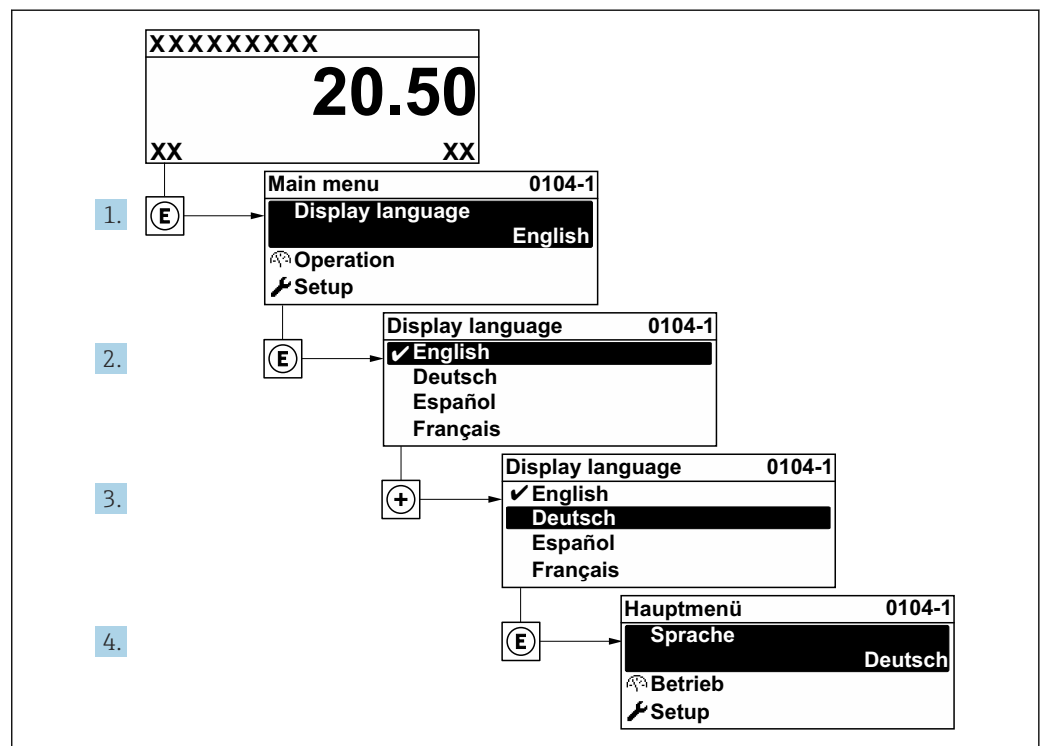 XXXXXXXXX
20.50
XX XX
1. E
Main menu 0104-1
Display language
English
Operation
Setup
2. E
Display language 0104-1
✔ English
Deutsch
Español
Français
3. +
Display language 0104-1
✔ English
Deutsch
Español
Français
4. E
Hauptmenü 0104-1
Sprache
Deutsch
Betrieb
Setup